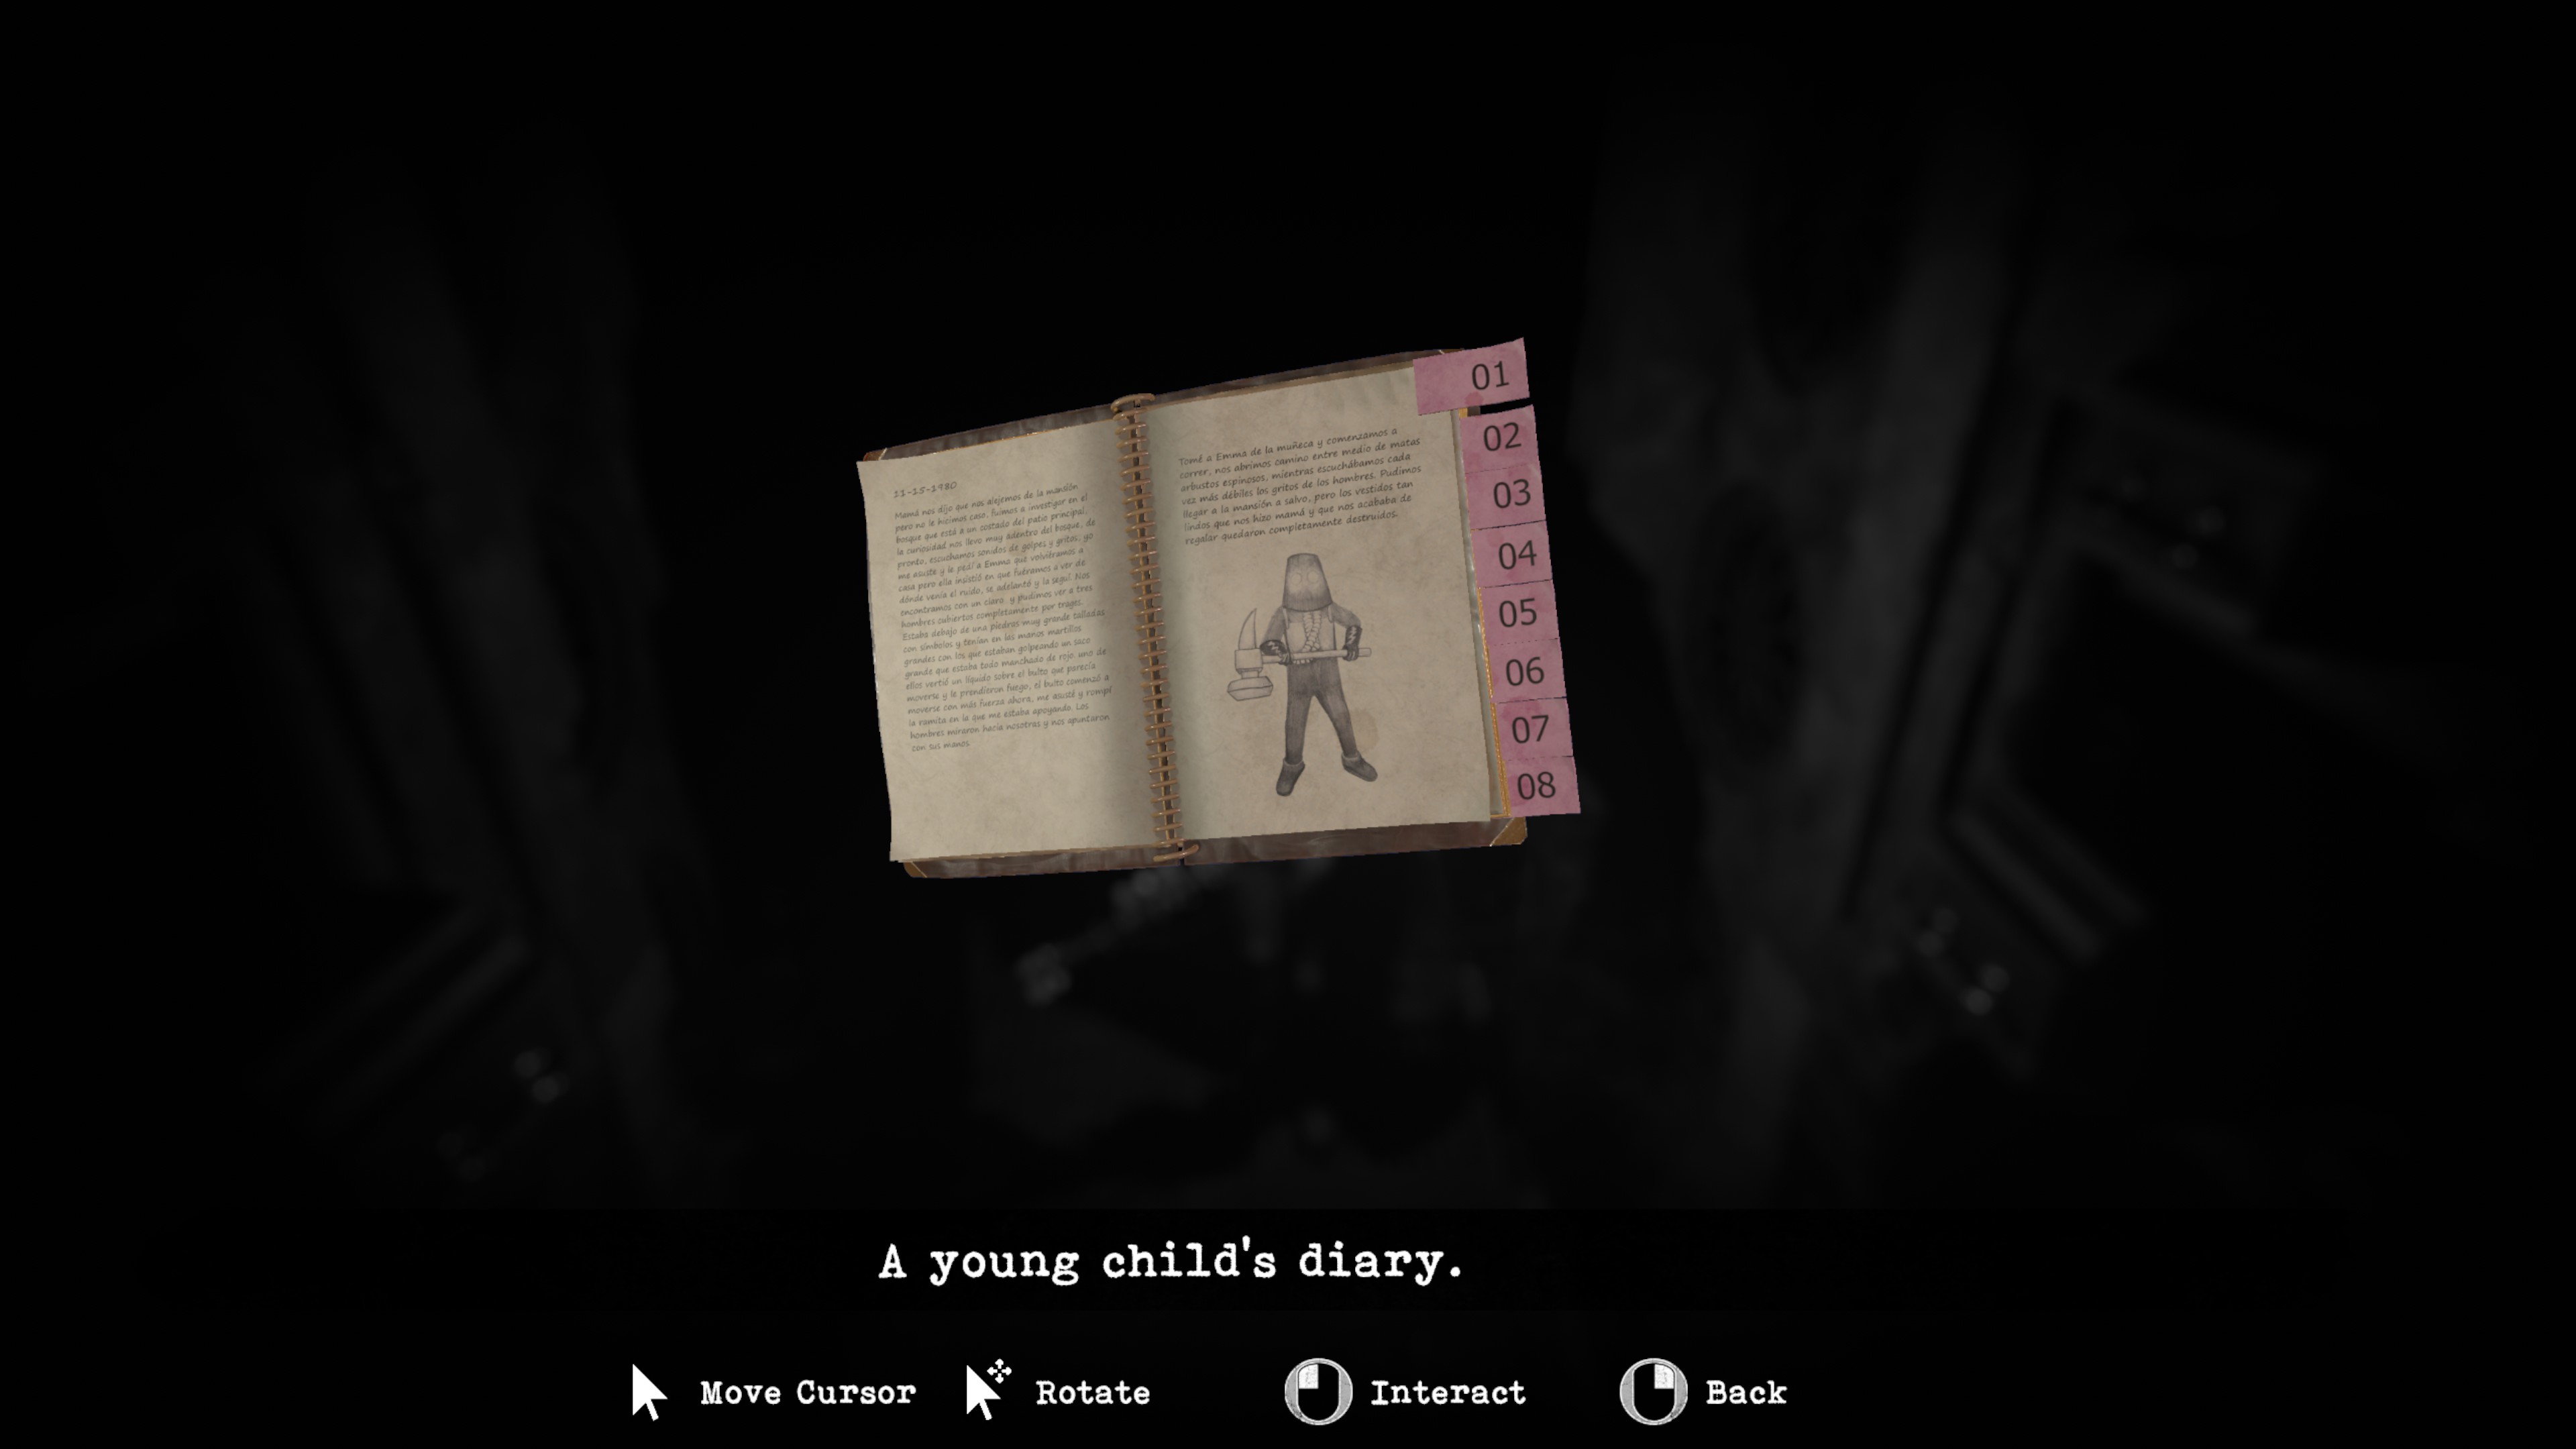 11-15-1980
Mamá nos dijo que nos alejemos de la mansión
pero no le hicimos caso, fuimos a investigar en el
bosque que está a un costado del patio principal,
la curiosidad nos llevo muy adentro del bosque, de
pronto, escuchamos sonidos de golpes y gritos, yo
me asuste y le pedí a Emma que volviéramos a
casa pero ella insistió en que fuéramos a ver de
dónde venía el ruido, se adelantó y la seguí. Nos
encontramos con un claro y pudimos ver a tres
hombres cubiertos completamente por trages.
Estaba debajo de una piedras muy grande talladas
con símbolos y tenían en las manos martillos
grandes con los que estaban golpeando un saco
grande que estaba todo manchado de rojo, uno de
ellos vertió un líquido sobre el bulto que parecía
moverse y le prendieron fuego, el bulto comenzó a
moverse con más fuerza ahora, me asusté y rompí
la ramita en la que me estaba apoyando. Los
hombres miraron hacia nosotras y nos apuntaron
con sus manos
Tomé a Emma de la muñeca y comenzamos a
correr, nos abrimos camino entre medio de matas
arbustos espinosos, mientras escuchábamos cada
vez más débiles los gritos de los hombres. Pudimos
llegar a la mansión a salvo, pero los vestidos tan
lindos que nos hizo mamá y que nos acababa de
regalar quedaron completamente destruidos.
01
02
03
04
05
06
07
08
A young child's diary.
Move Cursor
Rotate
Interact
Back